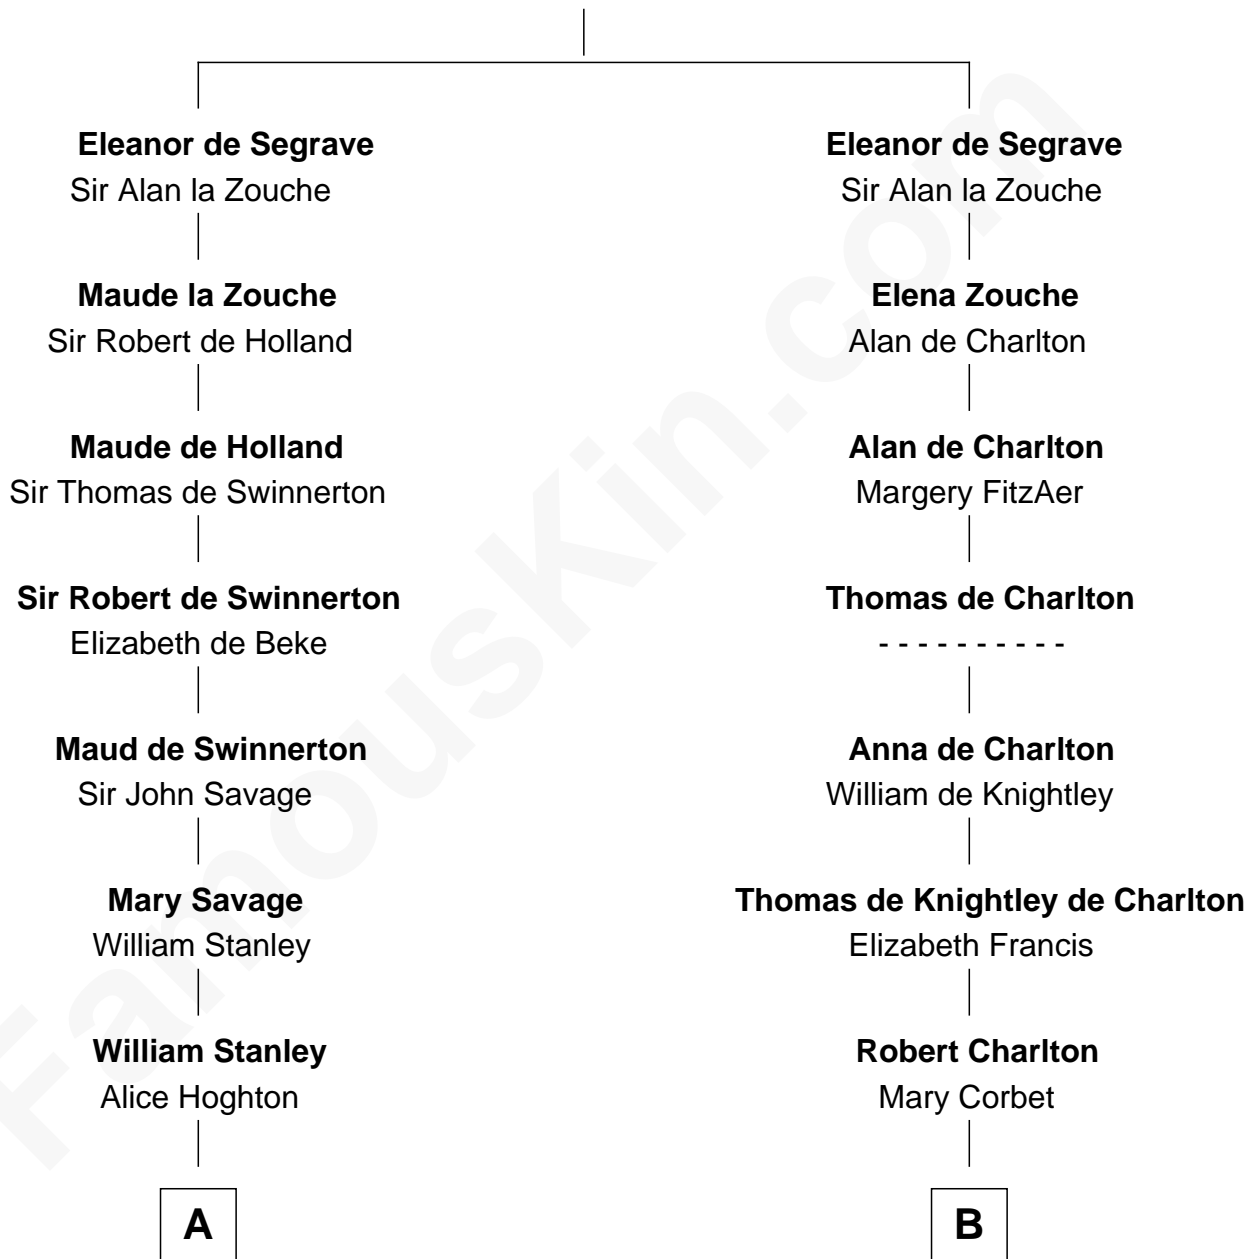 Eleanor de Segrave
Sir Alan la Zouche
Maude la Zouche
Sir Robert de Holland
Maude de Holland
Sir Thomas de Swinnerton
Sir Robert de Swinnerton
Elizabeth de Beke
Maud de Swinnerton
Sir John Savage
Mary Savage
William Stanley
William Stanley
Alice Hoghton
A
Eleanor de Segrave
Sir Alan la Zouche
Elena Zouche
Alan de Charlton
Alan de Charlton
Margery FitzAer
Thomas de Charlton
- - - - - - - - - -
Anna de Charlton
William de Knightley
Thomas de Knightley de Charlton
Elizabeth Francis
Robert Charlton
Mary Corbet
B
FamousKin.com